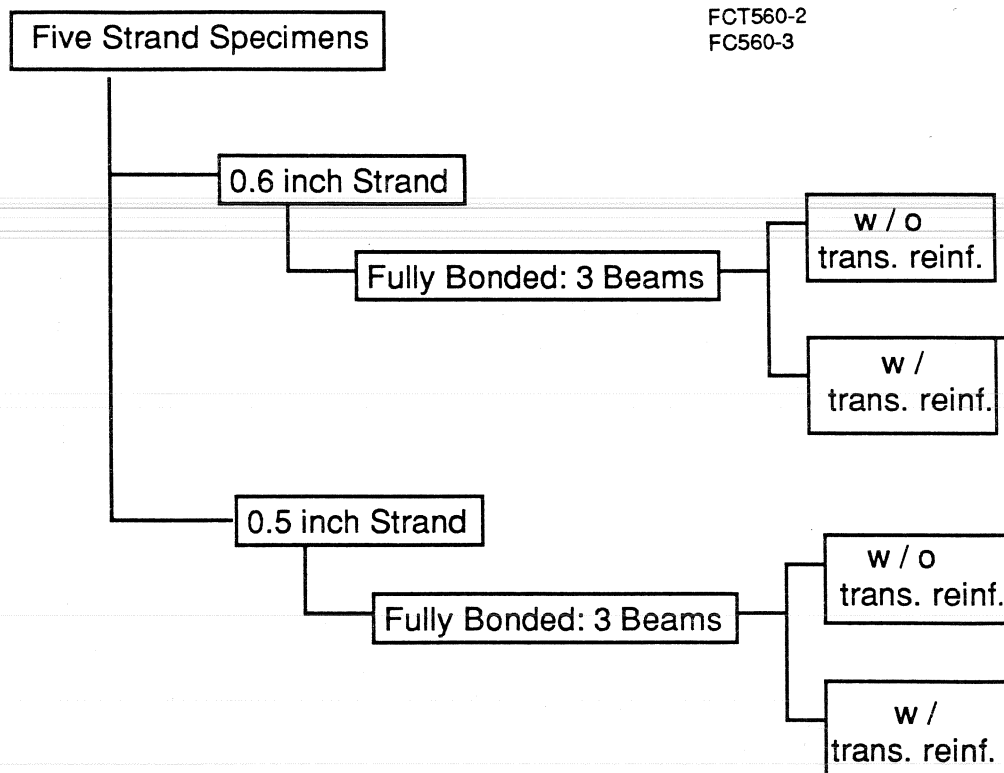 Five Strand Specimens
FCT560-2
FC560-3
0.6 inch Strand
Fully Bonded: 3 Beams
w / o
trans. reinf.
w /
trans. reinf.
0.5 inch Strand
Fully Bonded: 3 Beams
w / o
trans. reinf.
w /
trans. reinf.